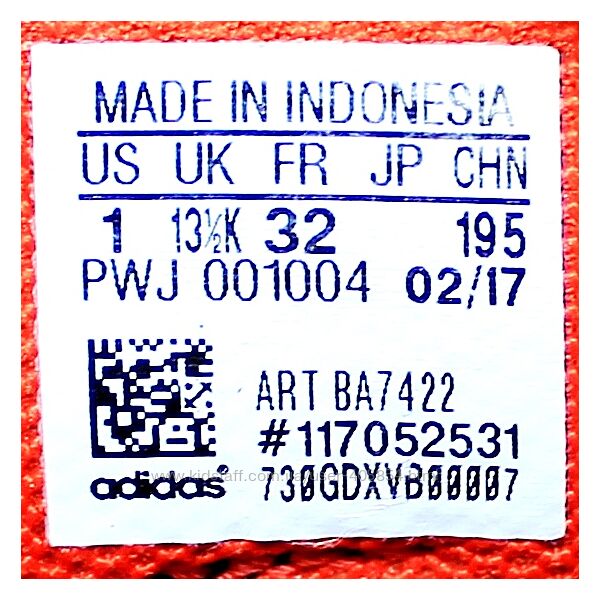 MADE IN INDONESIA
US UK FR JP CHN
1 13½K 32 195
PWJ 001004 02/17
ART BA7422
#117052531
adidas 730GDXVB00007